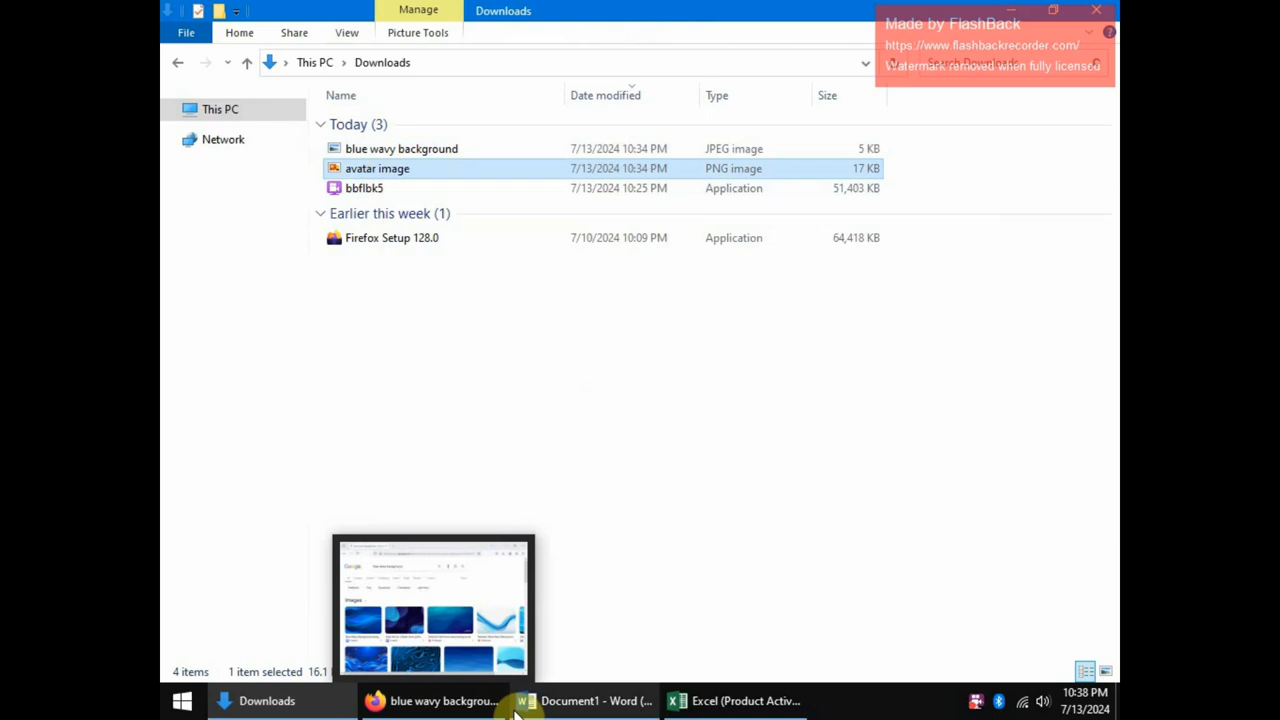 Manage
Downloads
Made by FlashBack
https://www.flashbackrecorder.com/
Watermark removed when fully licensed
File
Home
Share
View
Picture Tools
This PC
Downloads
This PC
Network
Name
Date modified
Type
Size
Today (3)
blue wavy background 7/13/2024 10:34 PM JPEG image 5 KB
avatar image 7/13/2024 10:34 PM PNG image 17 KB
bbflbk5 7/13/2024 10:25 PM Application 51,403 KB
Earlier this week (1)
Firefox Setup 128.0 7/10/2024 10:09 PM Application 64,418 KB
Google
Images
4 items
1 item selected 16.1
Downloads
blue wavy backgrou...
Document1 - Word (...
Excel (Product Activ...
10:38 PM
7/13/2024